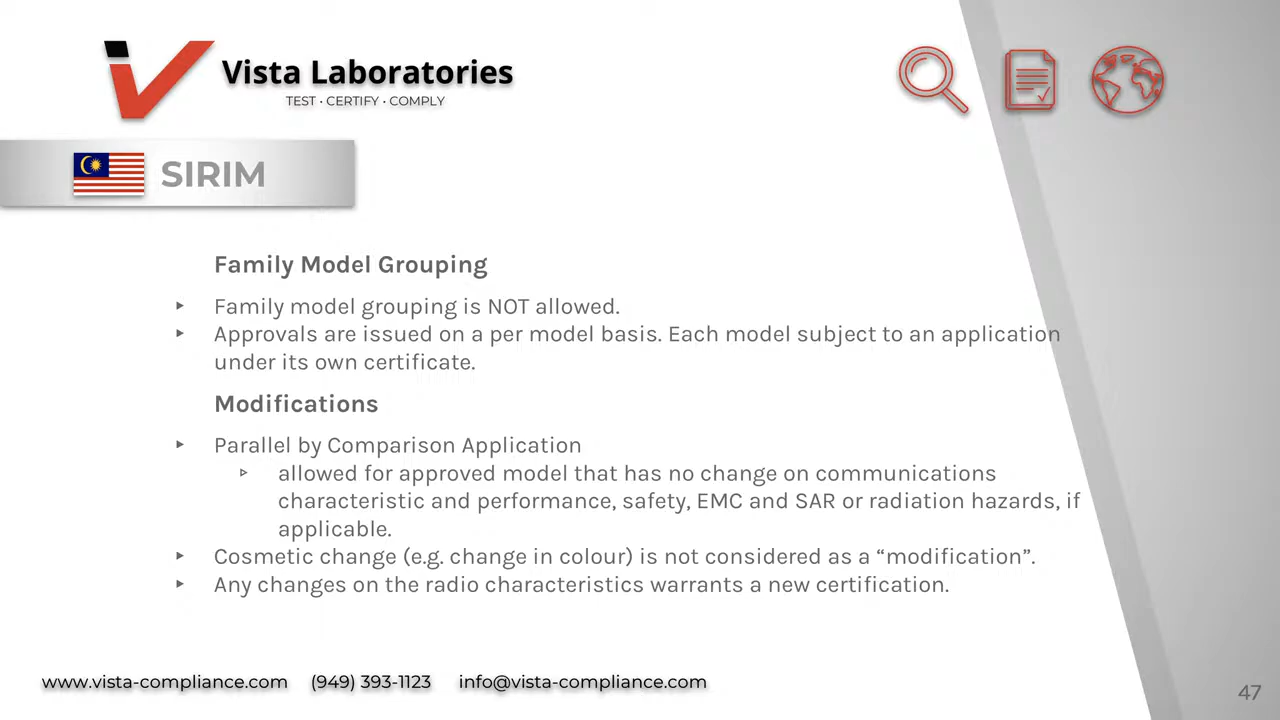 Vista Laboratories
TEST · CERTIFY · COMPLY
SIRIM
Family Model Grouping
▸ Family model grouping is NOT allowed.
▸ Approvals are issued on a per model basis. Each model subject to an application
under its own certificate.
Modifications
▸ Parallel by Comparison Application
▹ allowed for approved model that has no change on communications
characteristic and performance, safety, EMC and SAR or radiation hazards, if
applicable.
▸ Cosmetic change (e.g. change in colour) is not considered as a “modification”.
▸ Any changes on the radio characteristics warrants a new certification.
www.vista-compliance.com (949) 393-1123 info@vista-compliance.com
47